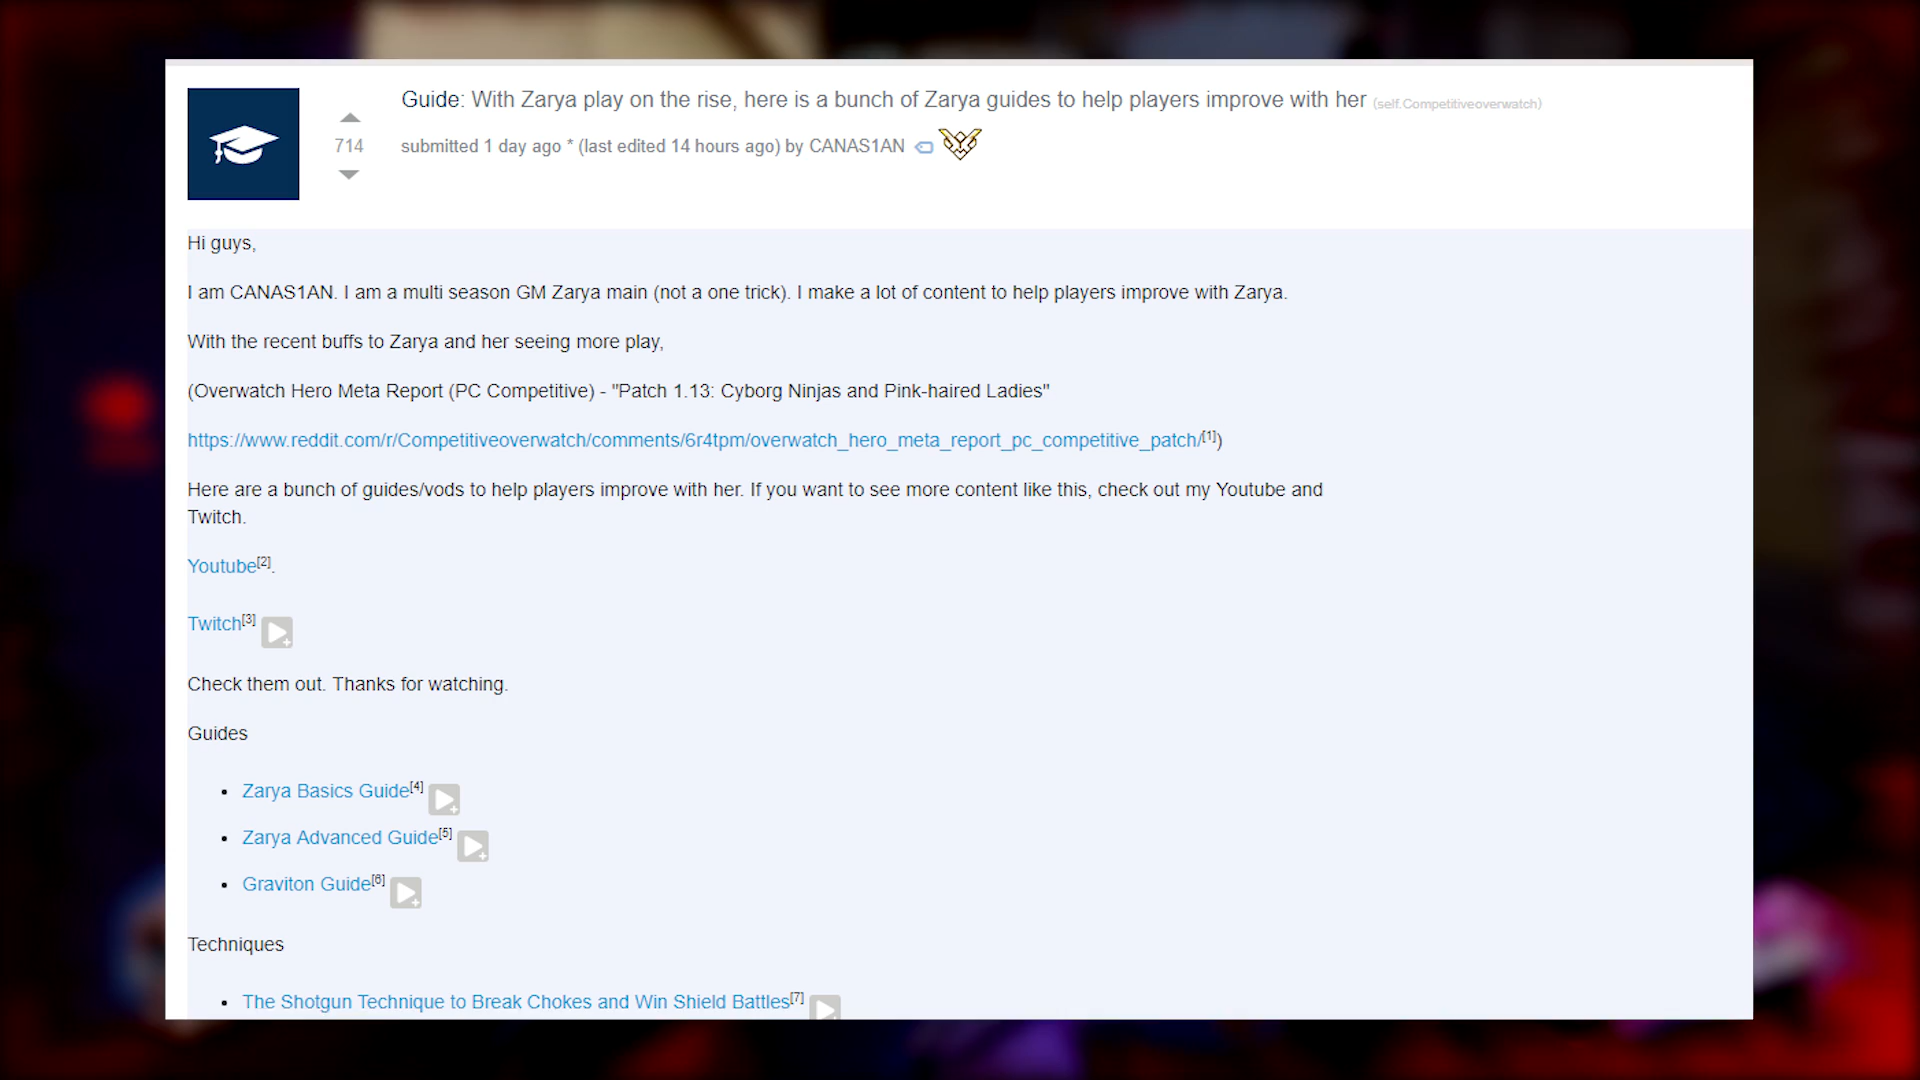 Guide: With Zarya play on the rise, here is a bunch of Zarya guides to help players improve with her (self.Competitiveoverwatch)
714
submitted 1 day ago * (last edited 14 hours ago) by CANAS1AN
Hi guys,
I am CANAS1AN. I am a multi season GM Zarya main (not a one trick). I make a lot of content to help players improve with Zarya.
With the recent buffs to Zarya and her seeing more play,
(Overwatch Hero Meta Report (PC Competitive) - "Patch 1.13: Cyborg Ninjas and Pink-haired Ladies"
https://www.reddit.com/r/Competitiveoverwatch/comments/6r4tpm/overwatch_hero_meta_report_pc_competitive_patch/[1])
Here are a bunch of guides/vods to help players improve with her. If you want to see more content like this, check out my Youtube and
Twitch.
Youtube[2].
Twitch[3]
Check them out. Thanks for watching.
Guides
• Zarya Basics Guide[4]
• Zarya Advanced Guide[5]
• Graviton Guide[6]
Techniques
• The Shotgun Technique to Break Chokes and Win Shield Battles[7]